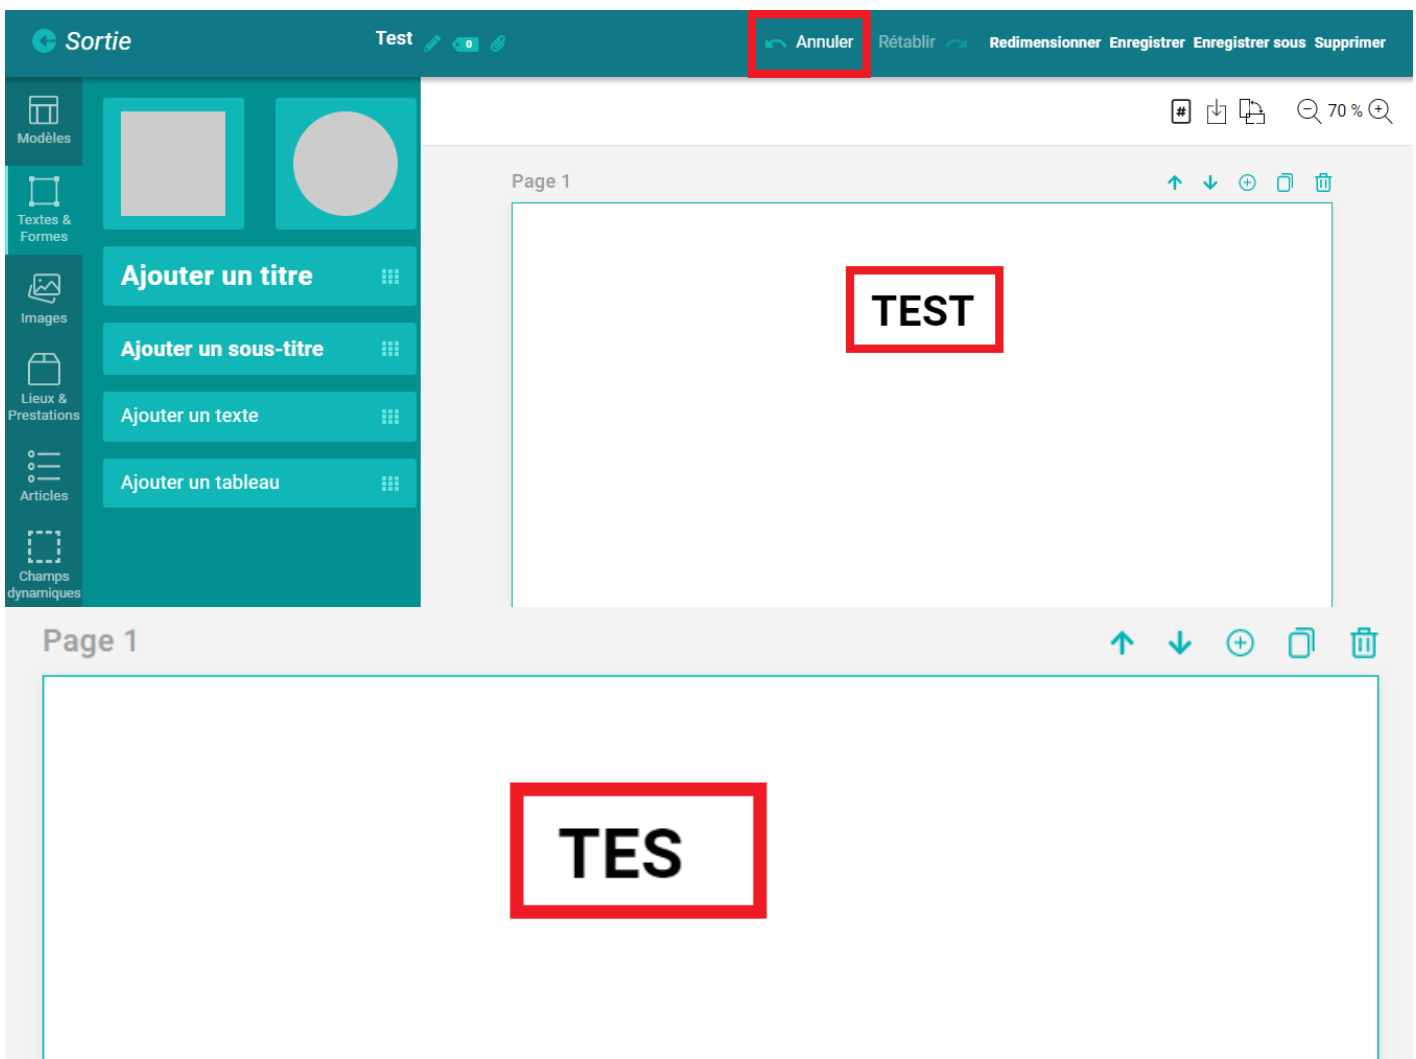 Sortie
Test
0
Annuler
Rétablir
Redimensionner Enregistrer Enregistrer sous Supprimer
Modèles
Textes &
Formes
Images
Lieux &
Prestations
Articles
Champs
dynamiques
Ajouter un titre
Ajouter un sous-titre
Ajouter un texte
Ajouter un tableau
#
70 %
Page 1
TEST
Page 1
TES